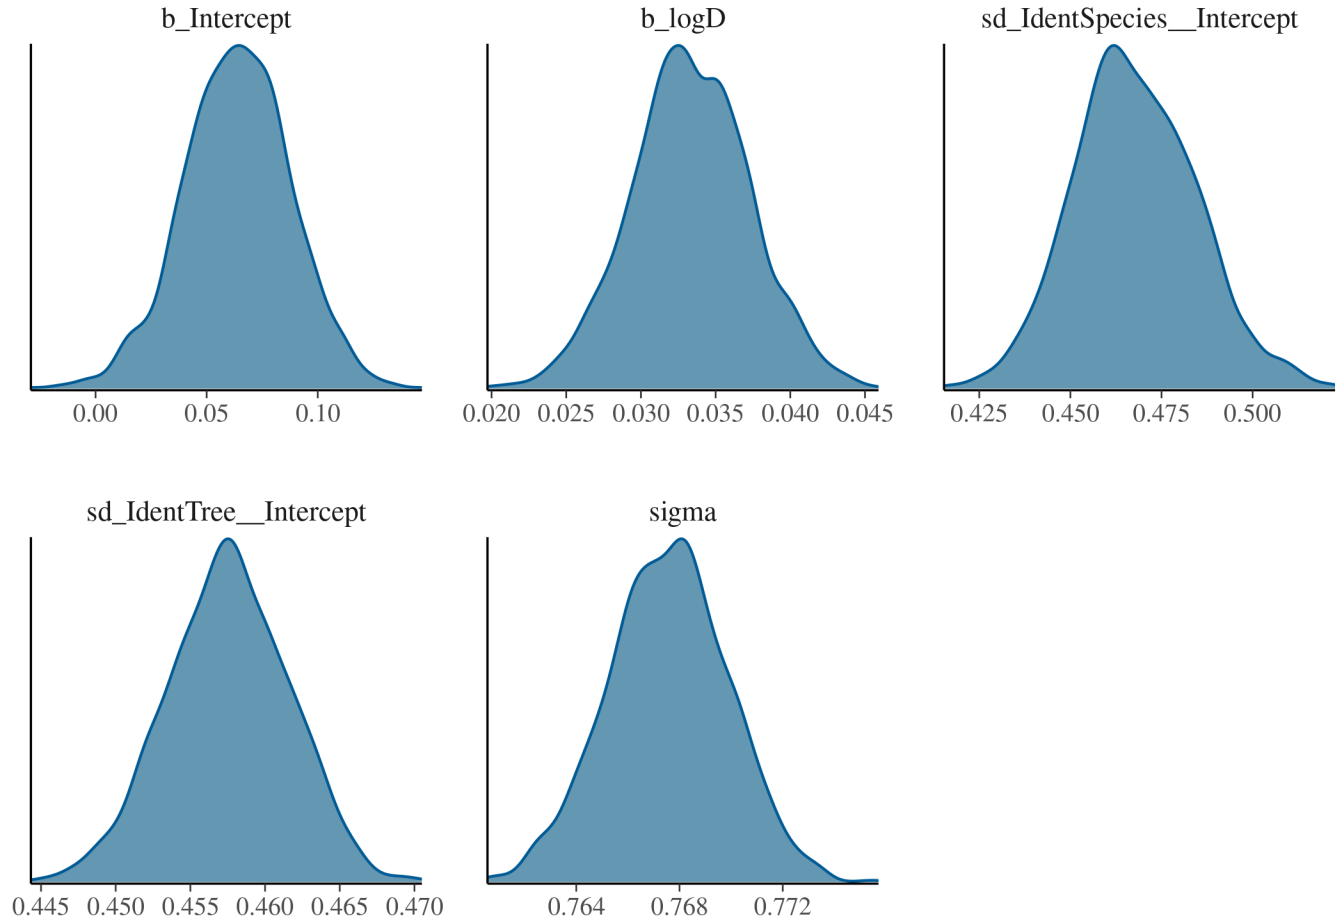 b_Intercept
b_logD
sd_IdentSpecies__Intercept
0.00 0.05 0.10
0.020 0.025 0.030 0.035 0.040 0.045
0.425 0.450 0.475 0.500
sd_IdentTree__Intercept
sigma
0.445 0.450 0.455 0.460 0.465 0.470
0.764 0.768 0.772